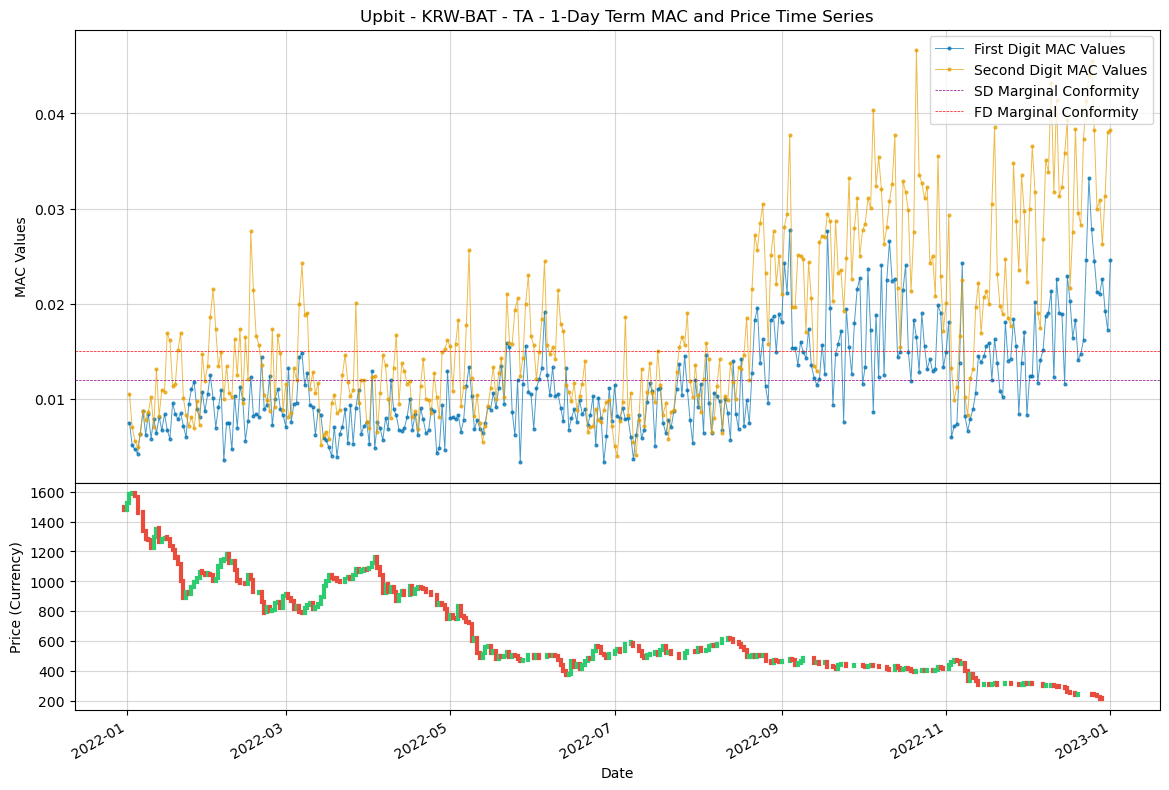 Upbit - KRW-BAT - TA - 1-Day Term MAC and Price Time Series
First Digit MAC Values
Second Digit MAC Values
SD Marginal Conformity
FD Marginal Conformity
MAC Values
0.04
0.03
0.02
0.01
Price (Currency)
1600
1400
1200
1000
800
600
400
200
2022-01
2022-03
2022-05
2022-07
2022-09
2022-11
2023-01
Date